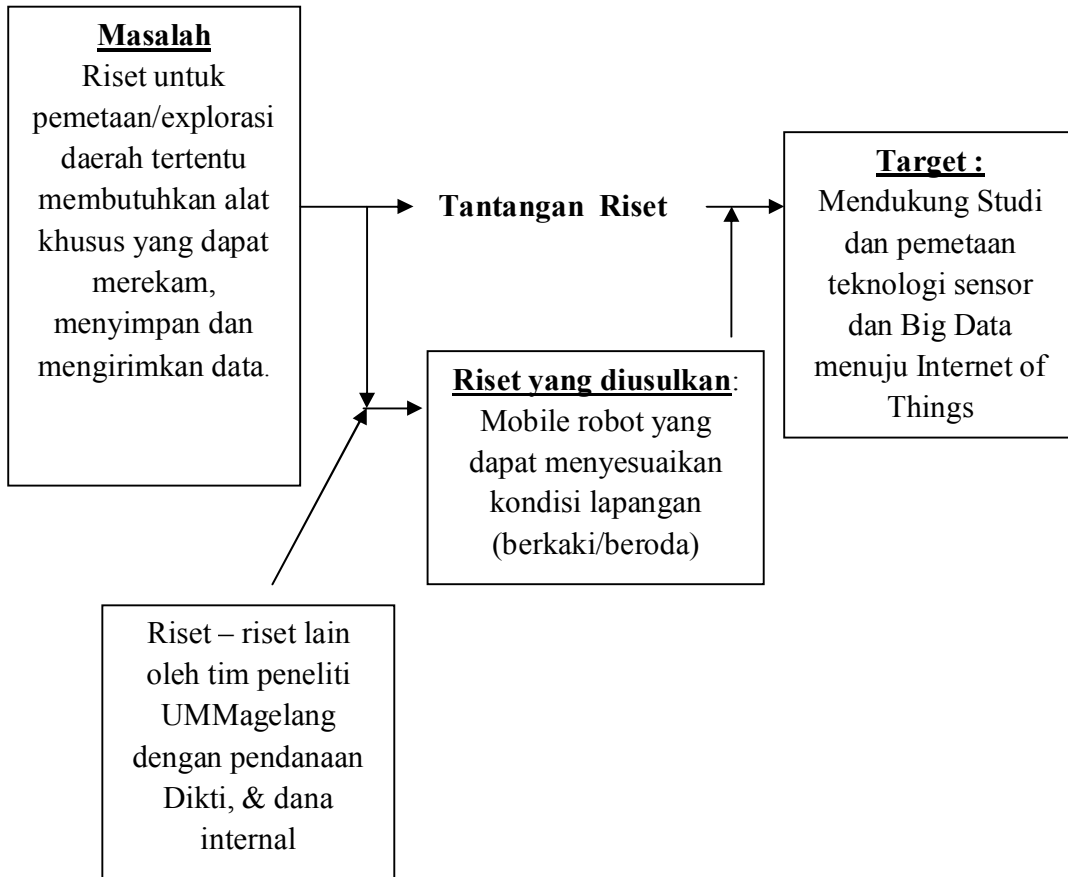 Masalah
Riset untuk
pemetaan/explorasi
daerah tertentu
membutuhkan alat
khusus yang dapat
merekam,
menyimpan dan
mengirimkan data.
Tantangan Riset
Target :
Mendukung Studi
dan pemetaan
teknologi sensor
dan Big Data
menuju Internet of
Things
Riset yang diusulkan:
Mobile robot yang
dapat menyesuaikan
kondisi lapangan
(berkaki/beroda)
Riset – riset lain
oleh tim peneliti
UMMagelang
dengan pendanaan
Dikti, & dana
internal